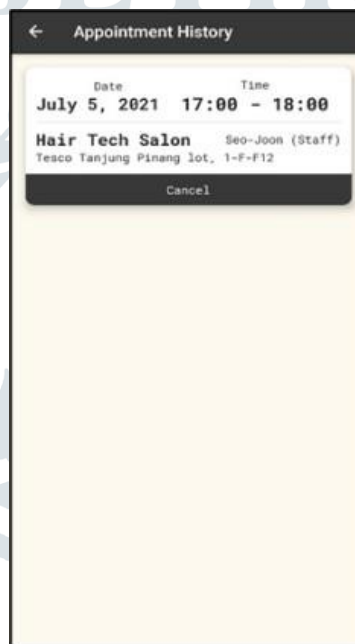 Appointment History
Date Time
July 5, 2021 17:00 - 18:00
Hair Tech Salon Seo-Joon (Staff)
Tesco Tanjung Pinang lot, 1-F-F12
Cancel